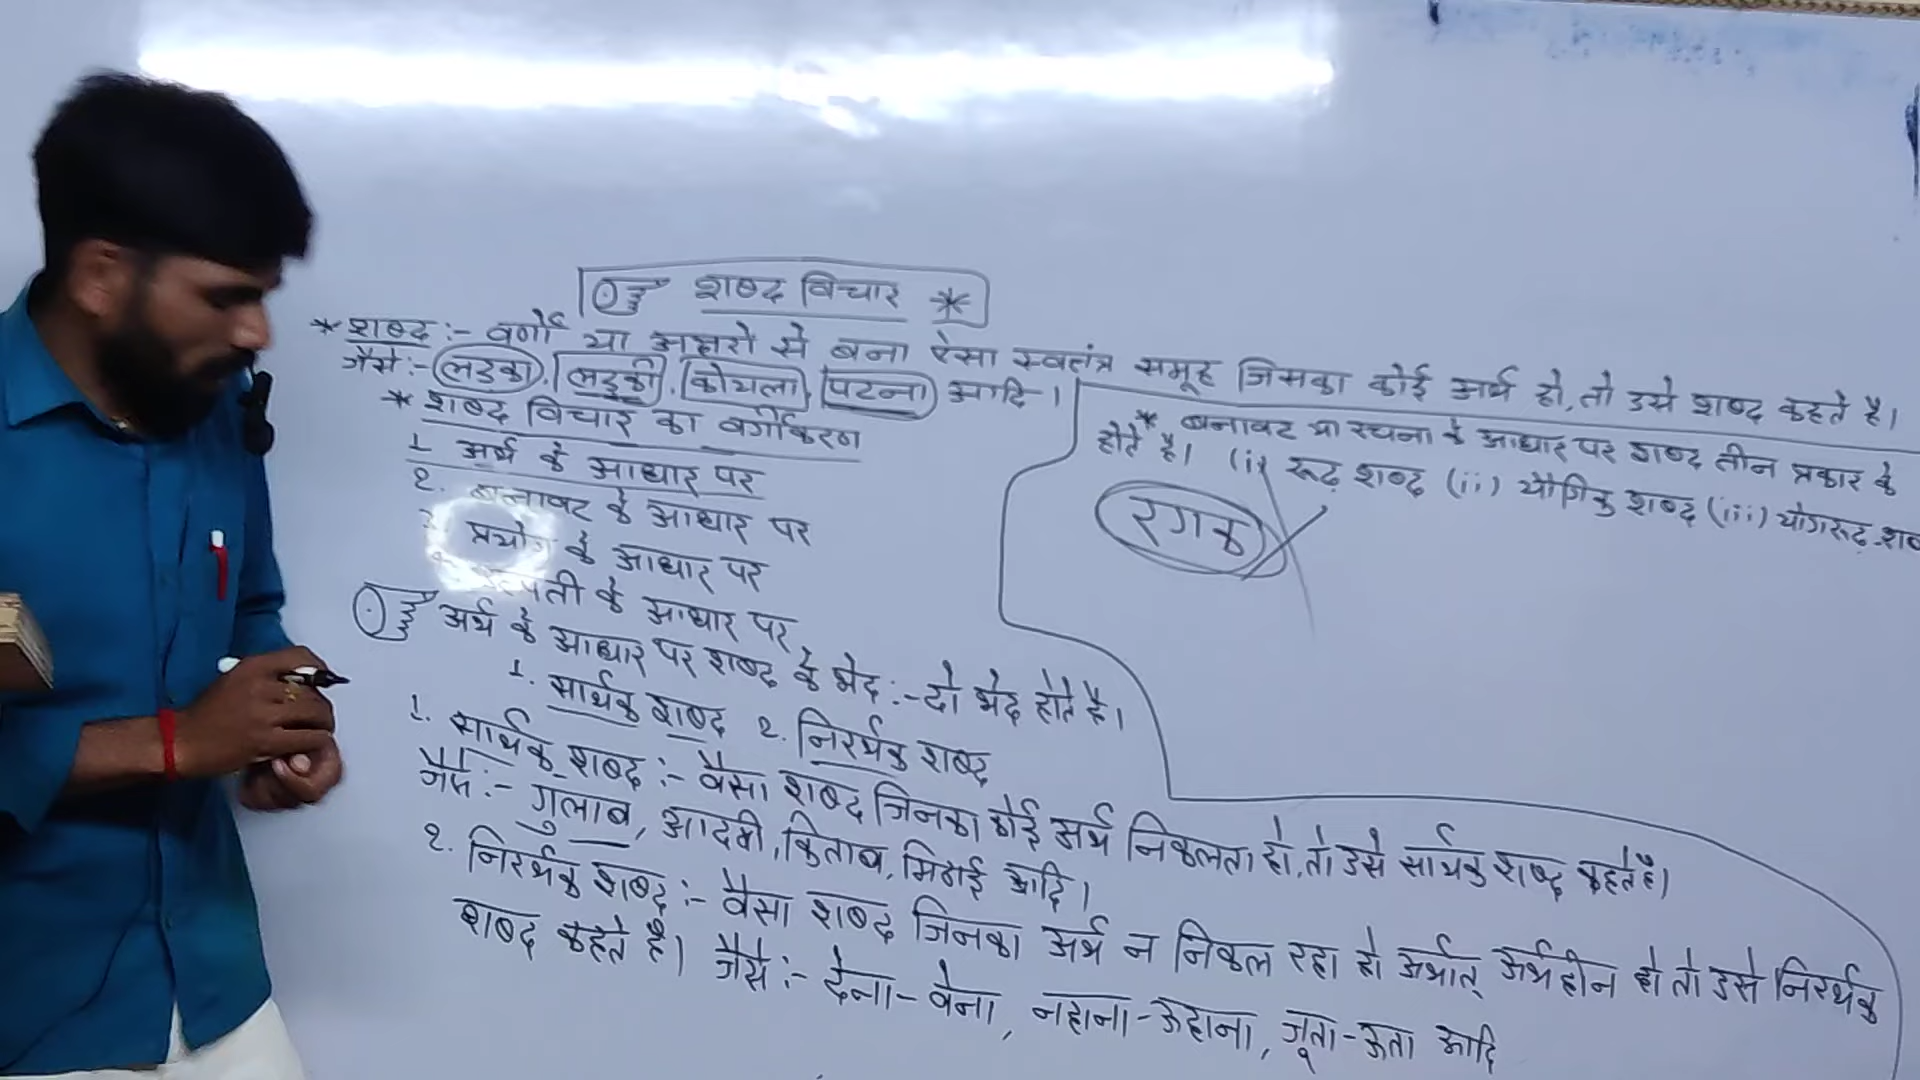 शब्द विचार *
* शब्द :- वर्णों या अक्षरों से बना ऐसा स्वतंत्र समूह जिसका कोई अर्थ हो, तो उसे शब्द कहते है।
जैसे :- लड़का, लड़की, कोयला, पटना आदि।
* शब्द विचार का वर्गीकरण
1 अर्थ के आधार पर
2. बनावट के आधार पर
3. प्रयोग के आधार पर
के आधार पर
अर्थ के आधार पर शब्द के भेद :- दो भेद होते है।
1. सार्थक शब्द 2. निरर्थक शब्द
1. सार्थक शब्द :- वैसा शब्द जिनका कोई अर्थ निकलता हो, तो उसे सार्थक शब्द कहते है।
जैसे :- गुलाब, आदमी, किताब, मिठाई आदि।
2. निरर्थक शब्द :- वैसा शब्द जिनका अर्थ न निकल रहा हो अर्थात् अर्थहीन हो तो उसे निरर्थक
शब्द कहते है। जैसे :- देना-वेना, नहाना-ऊहाना, जूता-ऊता आदि
* बनावट या रचना के आधार पर शब्द तीन प्रकार के
होते है। (i) रूढ़ शब्द (ii) यौगिक शब्द (iii) योगरूढ़-शब्
रगक